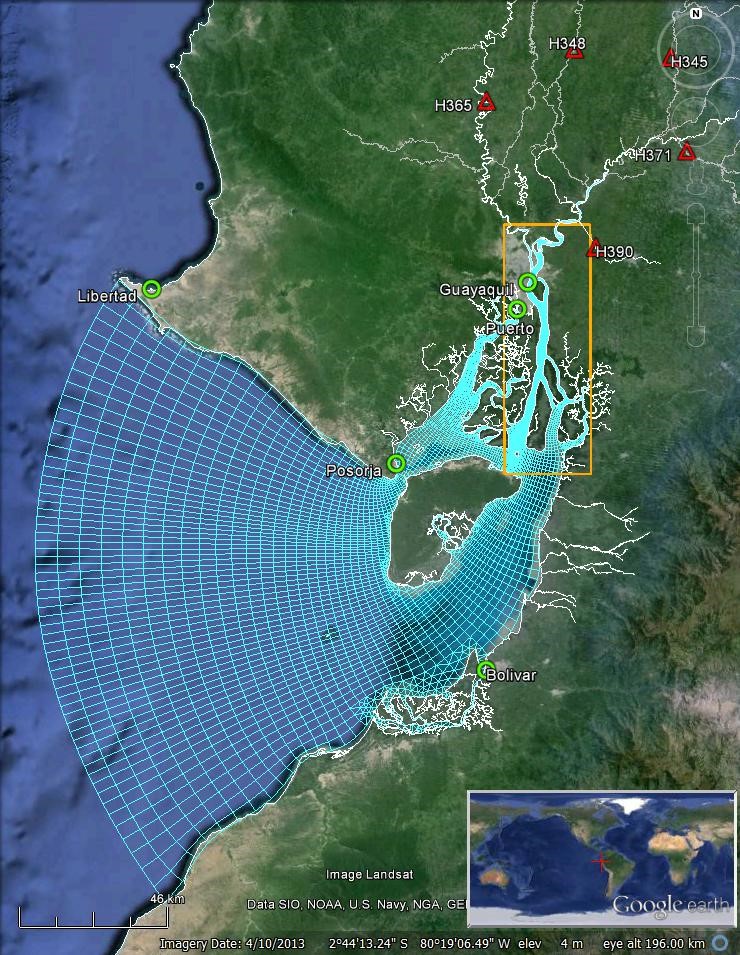 N
H348
H345
H365
H371
H390
Libertad
Guayaquil
Puerto
Posorja
Bolivar
46 km
Image Landsat
Data SIO, NOAA, U.S. Navy, NGA, GE
Google earth
Imagery Date: 4/10/2013 2°44'13.24" S 80°19'06.49" W elev 4 m eye alt 196.00 km